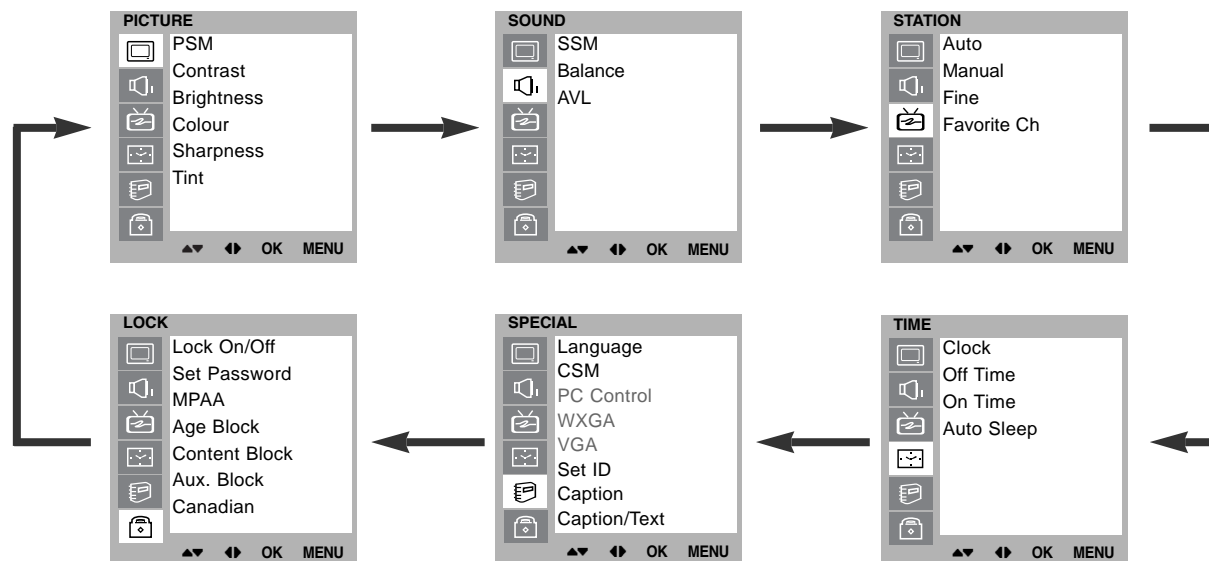 PICTURE
PSM
Contrast
Brightness
Colour
Sharpness
Tint
OK MENU
SOUND
SSM
Balance
AVL
OK MENU
STATION
Auto
Manual
Fine
Favorite Ch
OK MENU
LOCK
Lock On/Off
Set Password
MPAA
Age Block
Content Block
Aux. Block
Canadian
OK MENU
SPECIAL
Language
CSM
PC Control
WXGA
VGA
Set ID
Caption
Caption/Text
OK MENU
TIME
Clock
Off Time
On Time
Auto Sleep
OK MENU